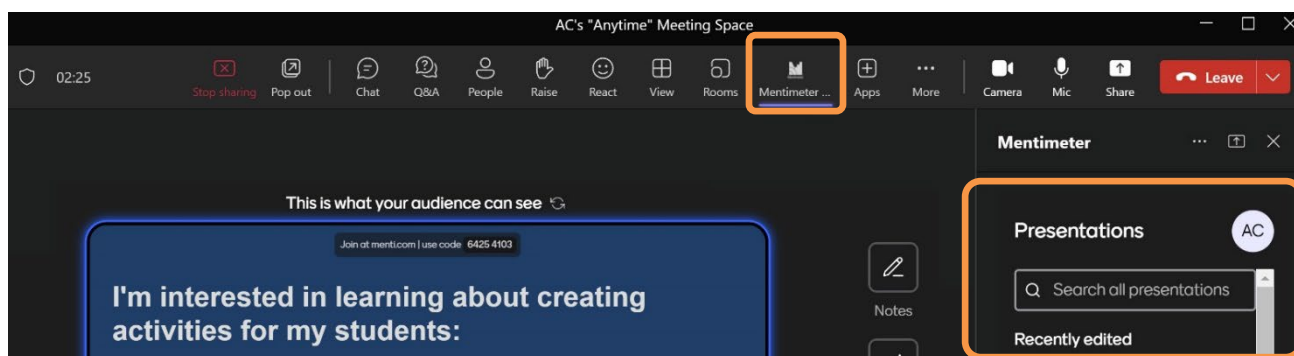 AC's "Anytime" Meeting Space
02:25
Stop sharing
Pop out
Chat
Q&A
People
Raise
React
View
Rooms
Mentimeter ...
Apps
More
Camera
Mic
Share
Leave
Mentimeter
This is what your audience can see
Join at menti.com | use code 6425 4103
I'm interested in learning about creating
activities for my students:
Notes
Presentations
AC
Search all presentations
Recently edited